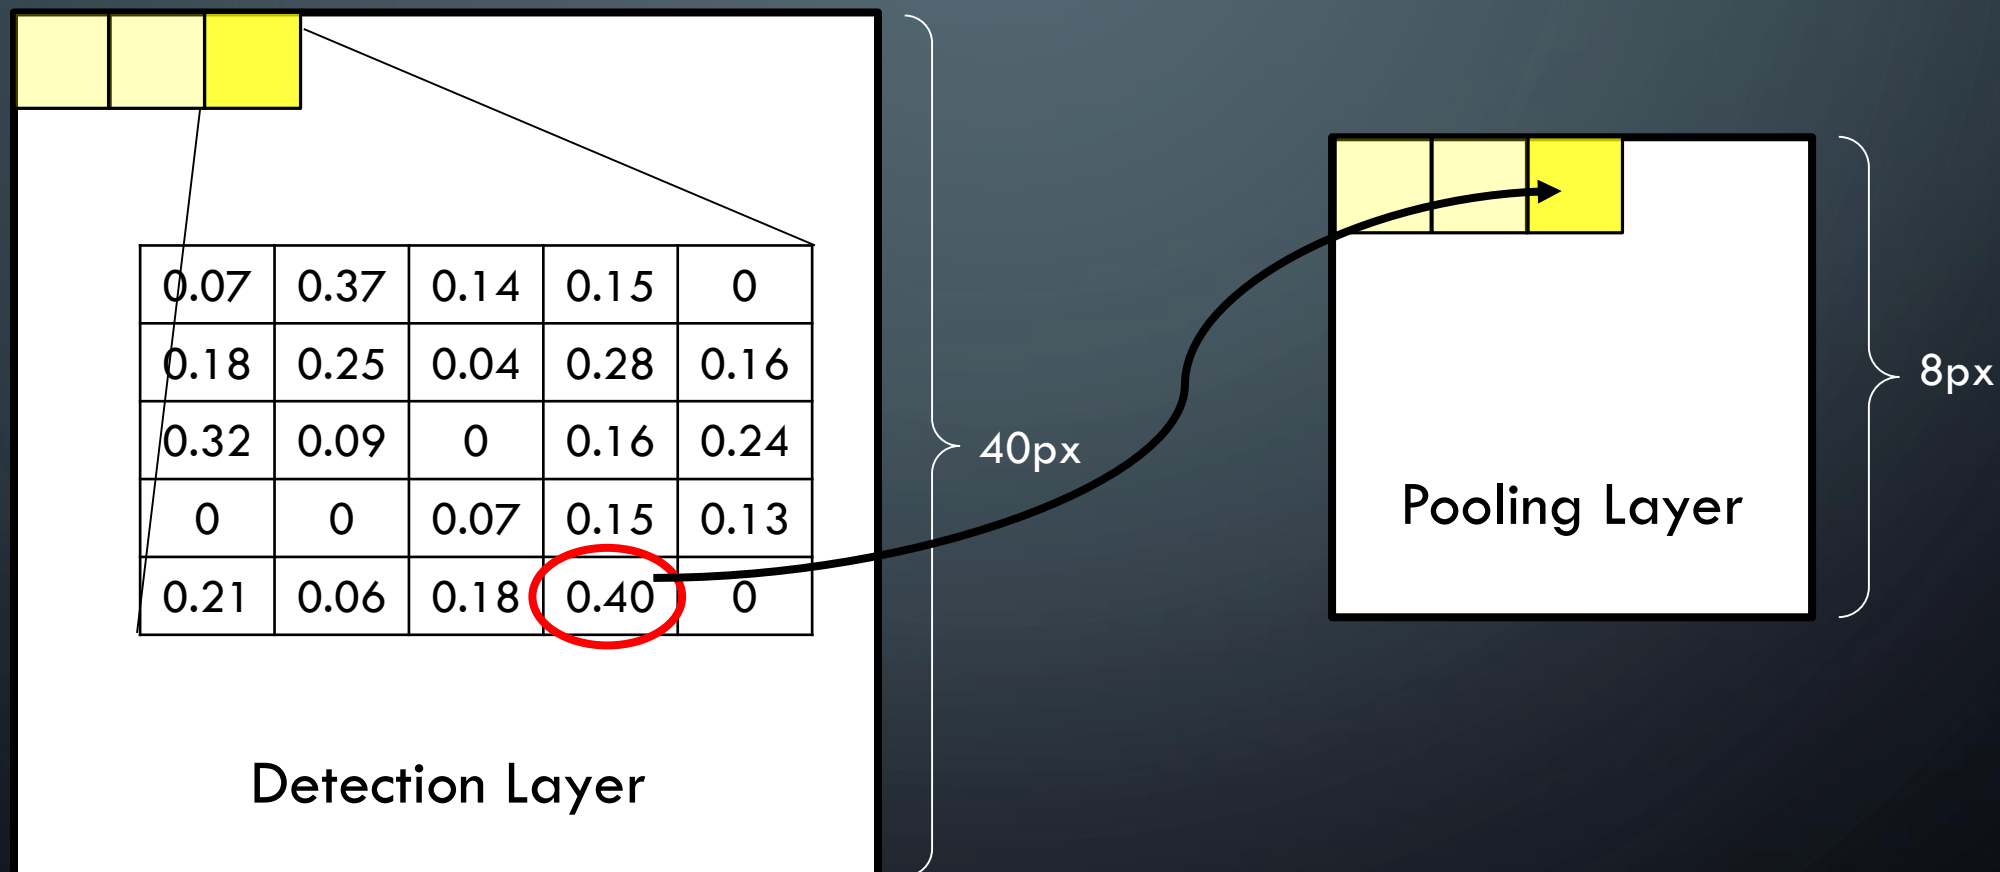 0.07 0.37 0.14 0.15 0
0.18 0.25 0.04 0.28 0.16
0.32 0.09 0 0.16 0.24
0 0 0.07 0.15 0.13
0.21 0.06 0.18 0.40 0
Detection Layer
40px
Pooling Layer
8px